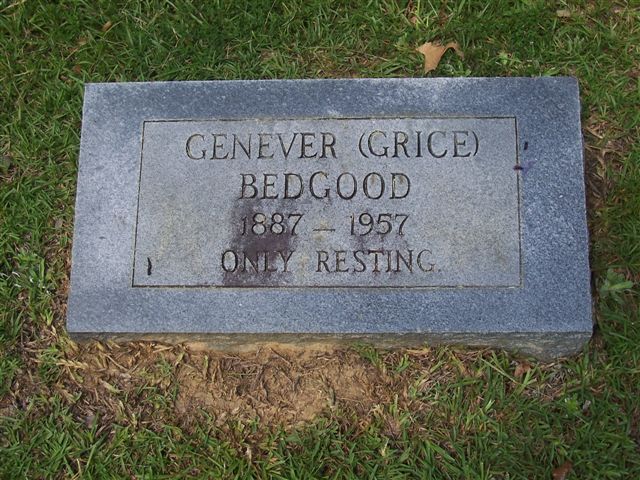 GENEVER (GRICE)
BEDGOOD
1887 — 1957
ONLY RESTING.